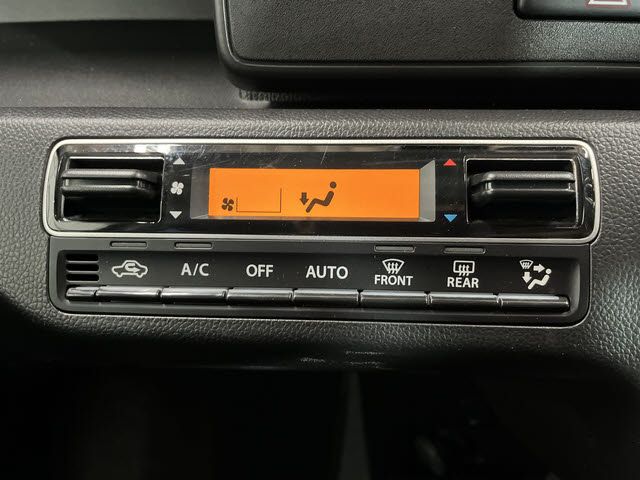 A/C OFF AUTO FRONT REAR